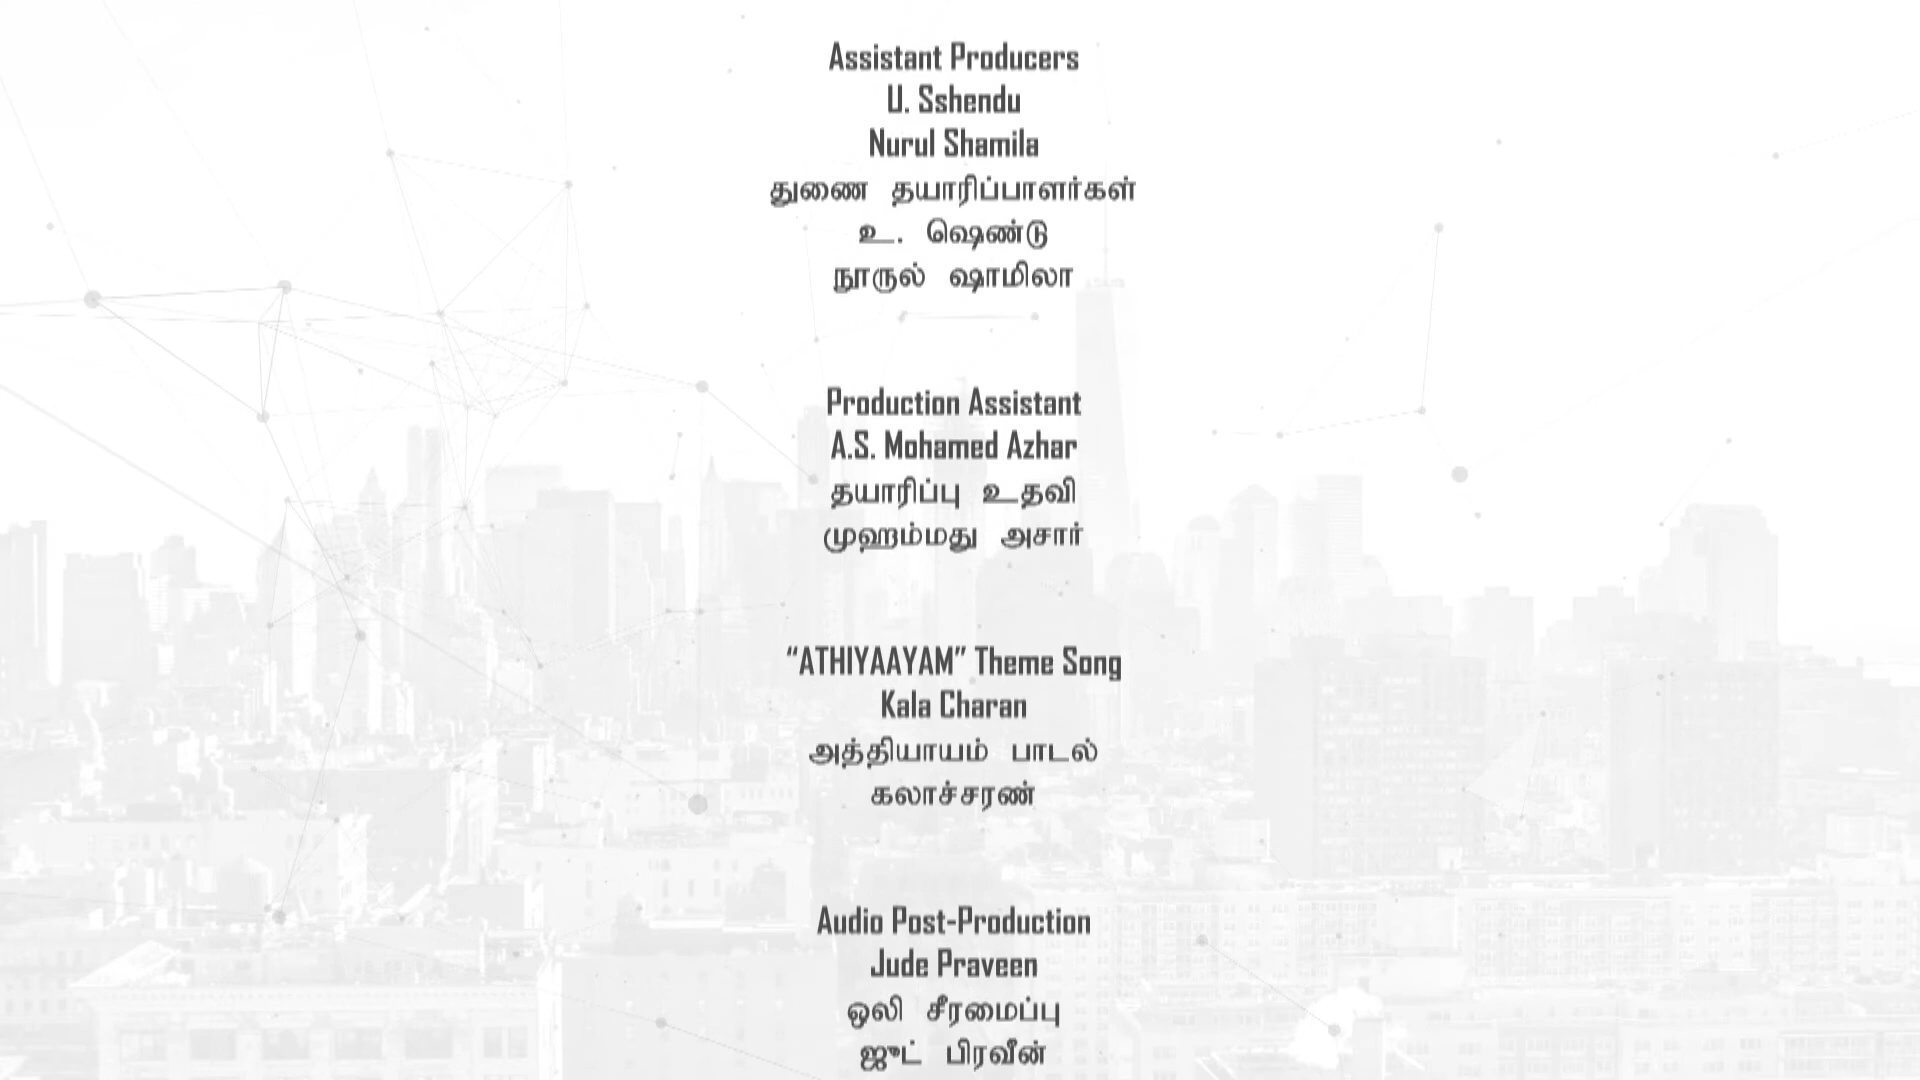 Assistant Producers
U. Sshendu
Nurul Shamila
துணை தயாரிப்பாளர்கள்
உ. ஷெண்டு
நூருல் ஷாமிலா
Production Assistant
A.S. Mohamed Azhar
தயாரிப்பு உதவி
முஹம்மது அசார்
“ATHIYAAYAM” Theme Song
Kala Charan
அத்தியாயம் பாடல்
கலாச்சரண்
Audio Post-Production
Jude Praveen
ஒலி சீரமைப்பு
ஜுட் பிரவீன்